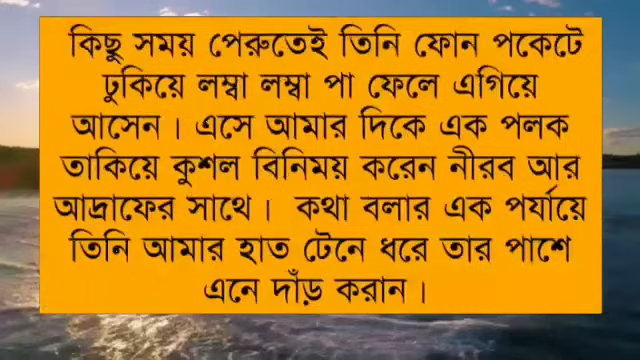 কিছু সময় পেরুতেই তিনি ফোন পকেটে
ঢুকিয়ে লম্বা লম্বা পা ফেলে এগিয়ে
আসেন। এসে আমার দিকে এক পলক
তাকিয়ে কুশল বিনিময় করেন নীরব আর
আদ্রাফের সাথে। কথা বলার এক পর্যায়ে
তিনি আমার হাত টেনে ধরে তার পাশে
এনে দাঁড় করান।